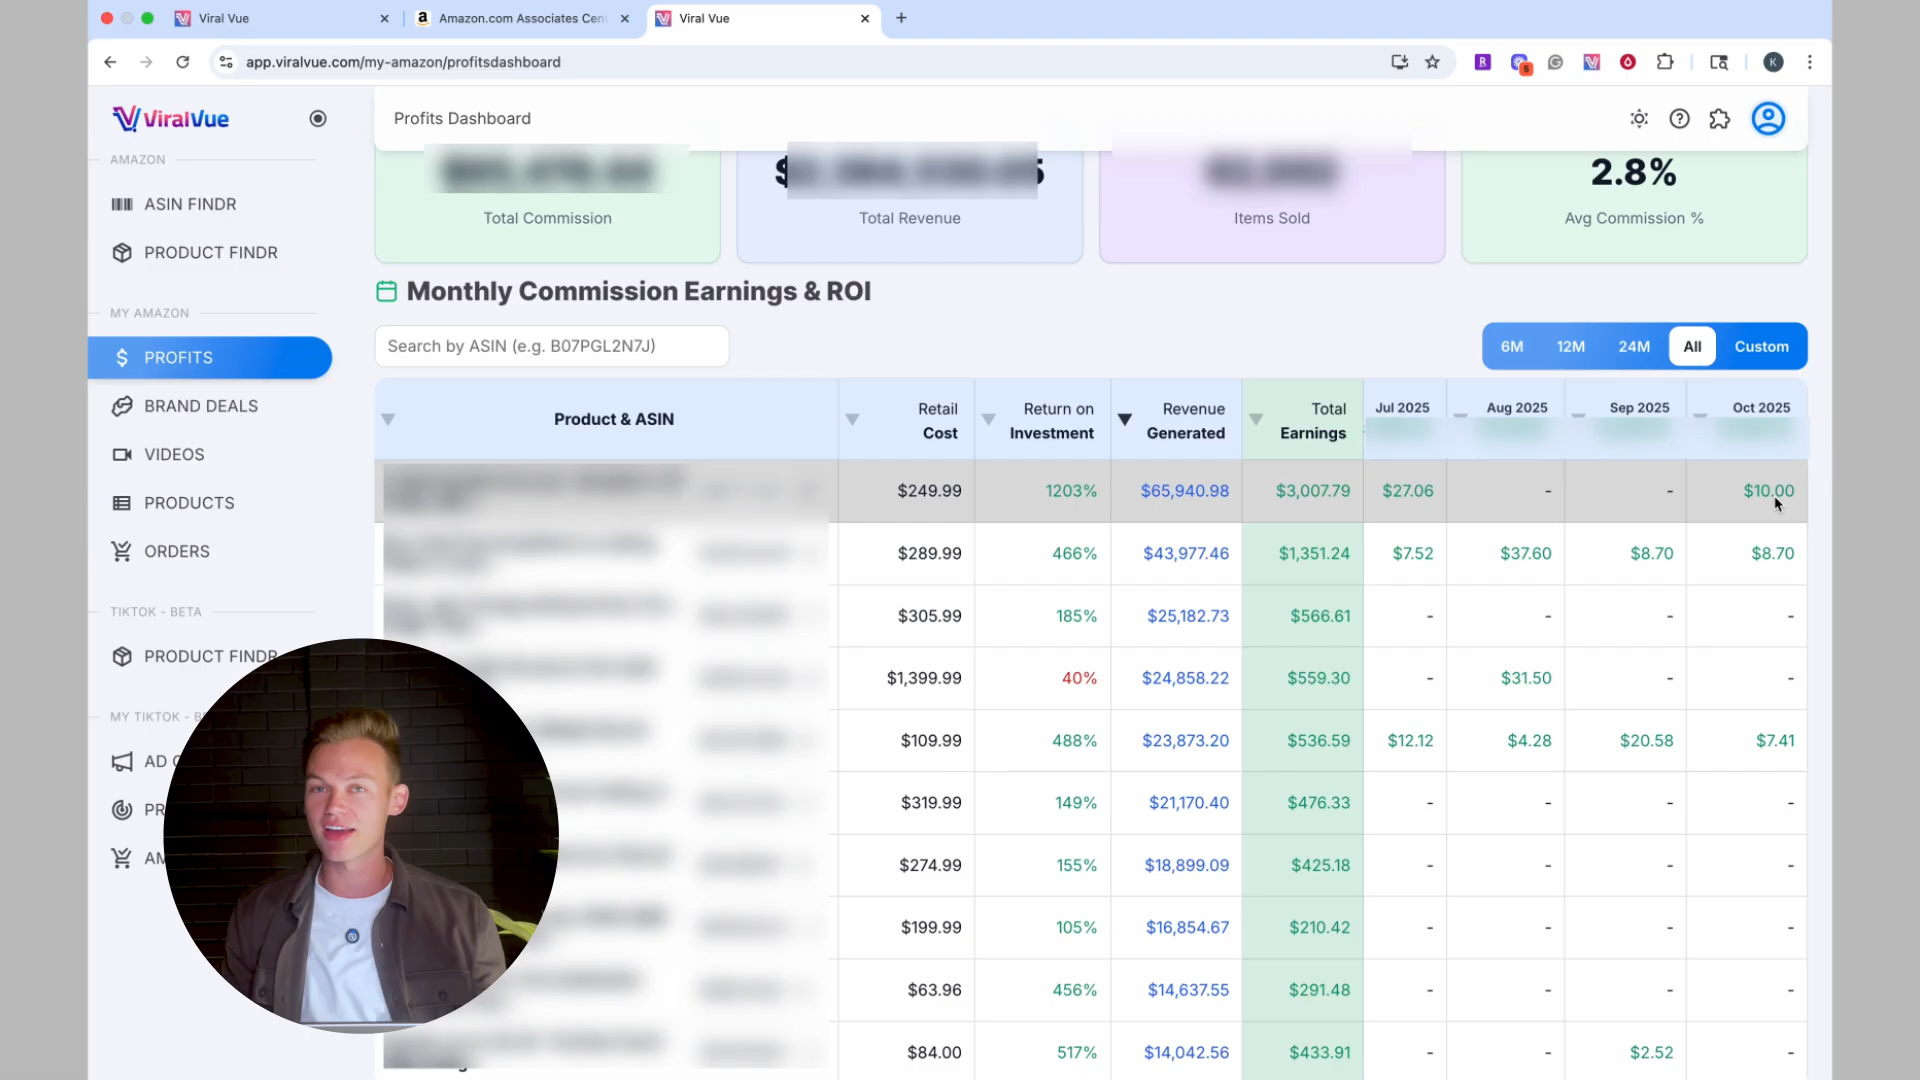 Viral Vue
Amazon.com Associates Cen
Viral Vue
app.viralvue.com/my-amazon/profitsdashboard
R
5
K
ViralVue
Profits Dashboard
AMAZON
ASIN FINDR
PRODUCT FINDR
MY AMAZON
PROFITS
BRAND DEALS
VIDEOS
PRODUCTS
ORDERS
TIKTOK - BETA
PRODUCT FINDR
MY TIKTOK - BE
AD C
PR
AM
Total Commission
Total Revenue
Items Sold
2.8%
Avg Commission %
Monthly Commission Earnings & ROI
Search by ASIN (e.g. B07PGL2N7J)
6M 12M 24M All Custom
Product & ASIN
Retail Cost
Return on Investment
Revenue Generated
Total Earnings
Jul 2025
Aug 2025
Sep 2025
Oct 2025
$249.99 1203% $65,940.98 $3,007.79 $27.06 - - $10.00
$289.99 466% $43,977.46 $1,351.24 $7.52 $37.60 $8.70 $8.70
$305.99 185% $25,182.73 $566.61 - - - -
$1,399.99 40% $24,858.22 $559.30 - $31.50 - -
$109.99 488% $23,873.20 $536.59 $12.12 $4.28 $20.58 $7.41
$319.99 149% $21,170.40 $476.33 - - - -
$274.99 155% $18,899.09 $425.18 - - - -
$199.99 105% $16,854.67 $210.42 - - - -
$63.96 456% $14,637.55 $291.48 - - - -
$84.00 517% $14,042.56 $433.91 - - $2.52 -